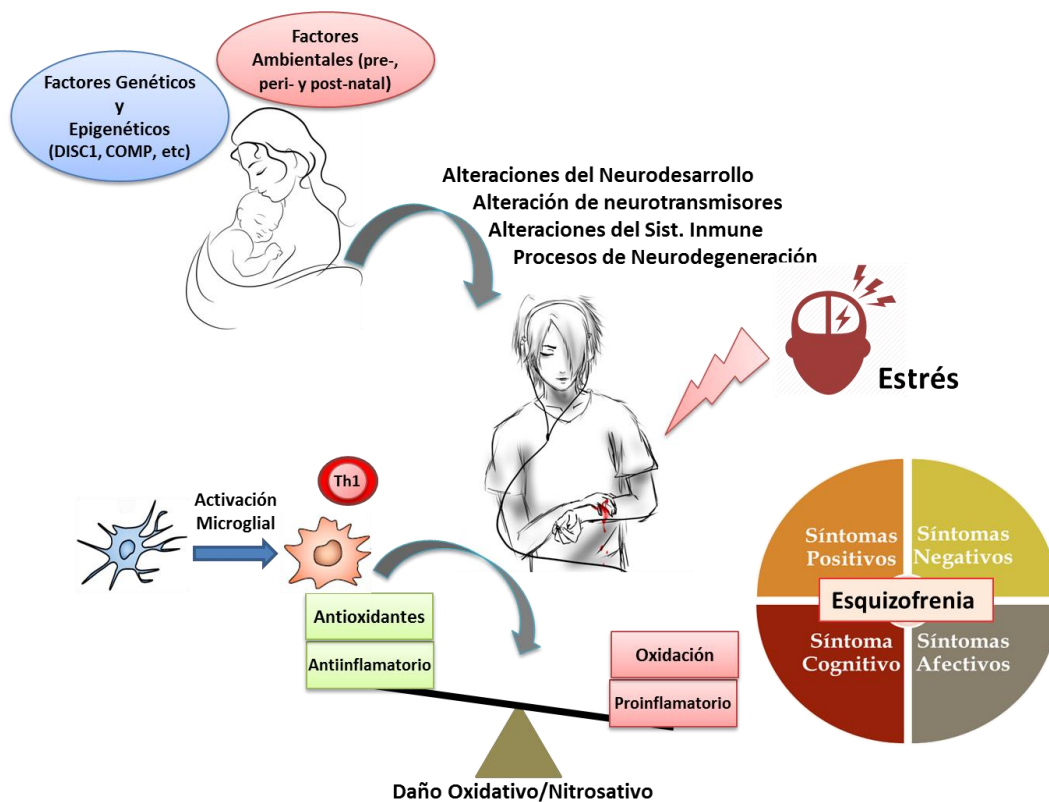 Factores
Ambientales (pre-,
peri- y post-natal)
Factores Genéticos
y
Epigenéticos
(DISC1, COMP, etc)
Alteraciones del Neurodesarrollo
Alteración de neurotransmisores
Alteraciones del Sist. Inmune
Procesos de Neurodegeneración
Estrés
Th1
Activación
Microglial
Antioxidantes
Antiinflamatorio
Oxidación
Proinflamatorio
Daño Oxidativo/Nitrosativo
Síntomas
Positivos
Síntomas
Negativos
Esquizofrenia
Síntoma
Cognitivo
Síntomas
Afectivos